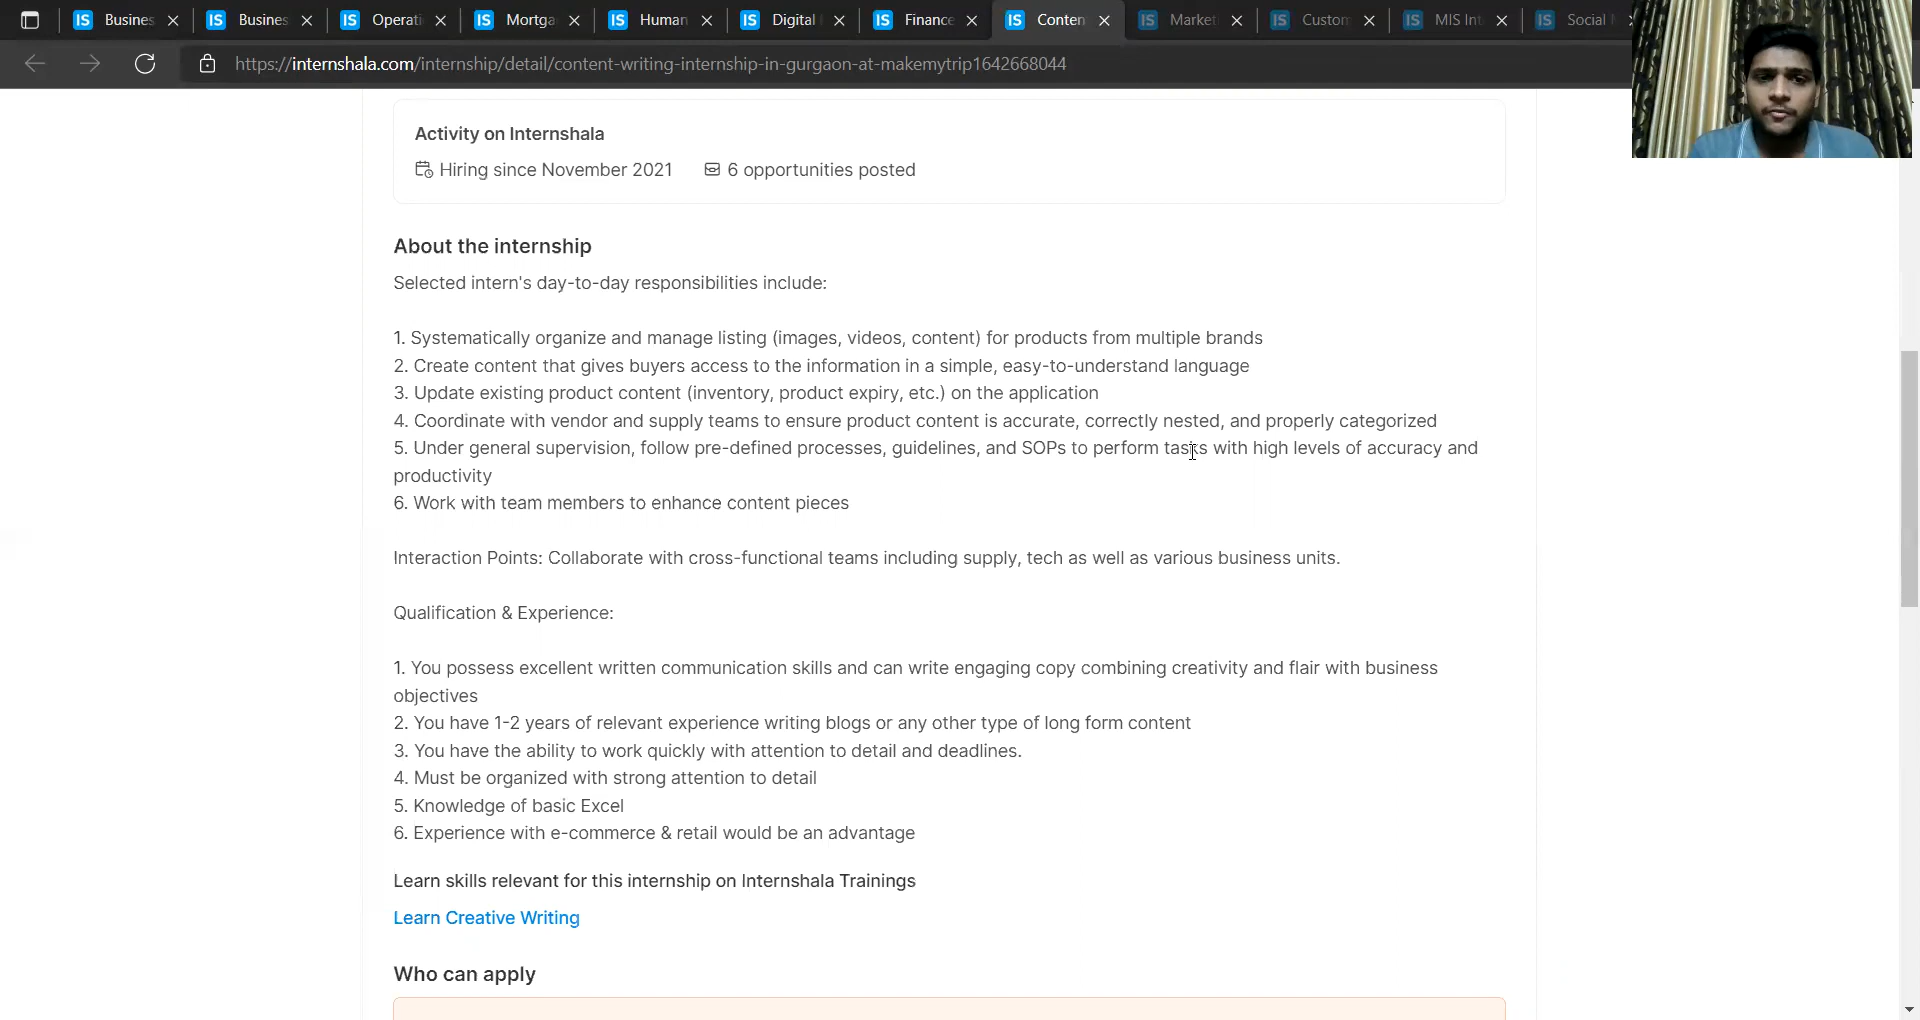 IS Busines IS Busines IS Operati IS Mortga IS Human IS Digital IS Finance IS Conten IS Market IS Custom IS MIS Int IS Social
https://internshala.com/internship/detail/content-writing-internship-in-gurgaon-at-makemytrip1642668044
Activity on Internshala
Hiring since November 2021 6 opportunities posted
About the internship
Selected intern's day-to-day responsibilities include:
1. Systematically organize and manage listing (images, videos, content) for products from multiple brands
2. Create content that gives buyers access to the information in a simple, easy-to-understand language
3. Update existing product content (inventory, product expiry, etc.) on the application
4. Coordinate with vendor and supply teams to ensure product content is accurate, correctly nested, and properly categorized
5. Under general supervision, follow pre-defined processes, guidelines, and SOPs to perform tasks with high levels of accuracy and
productivity
6. Work with team members to enhance content pieces
Interaction Points: Collaborate with cross-functional teams including supply, tech as well as various business units.
Qualification & Experience:
1. You possess excellent written communication skills and can write engaging copy combining creativity and flair with business
objectives
2. You have 1-2 years of relevant experience writing blogs or any other type of long form content
3. You have the ability to work quickly with attention to detail and deadlines.
4. Must be organized with strong attention to detail
5. Knowledge of basic Excel
6. Experience with e-commerce & retail would be an advantage
Learn skills relevant for this internship on Internshala Trainings
Learn Creative Writing
Who can apply